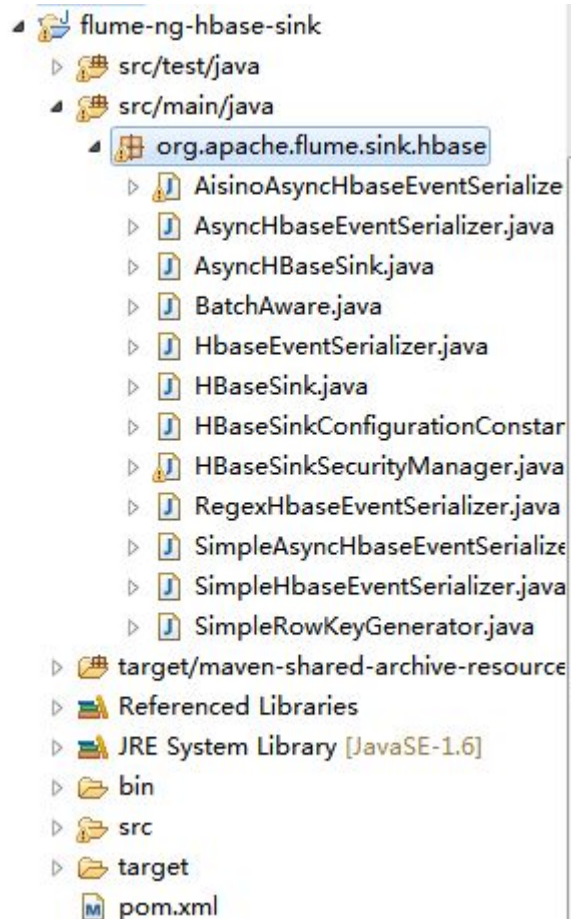 flume-ng-hbase-sink
src/test/java
src/main/java
org.apache.flume.sink.hbase
AisinoAsyncHbaseEventSerialize
AsyncHbaseEventSerializer.java
AsyncHBaseSink.java
BatchAware.java
HbaseEventSerializer.java
HBaseSink.java
HBaseSinkConfigurationConstar
HBaseSinkSecurityManager.java
RegexHbaseEventSerializer.java
SimpleAsyncHbaseEventSerialize
SimpleHbaseEventSerializer.java
SimpleRowKeyGenerator.java
target/maven-shared-archive-resource
Referenced Libraries
JRE System Library [JavaSE-1.6]
bin
src
target
pom.xml